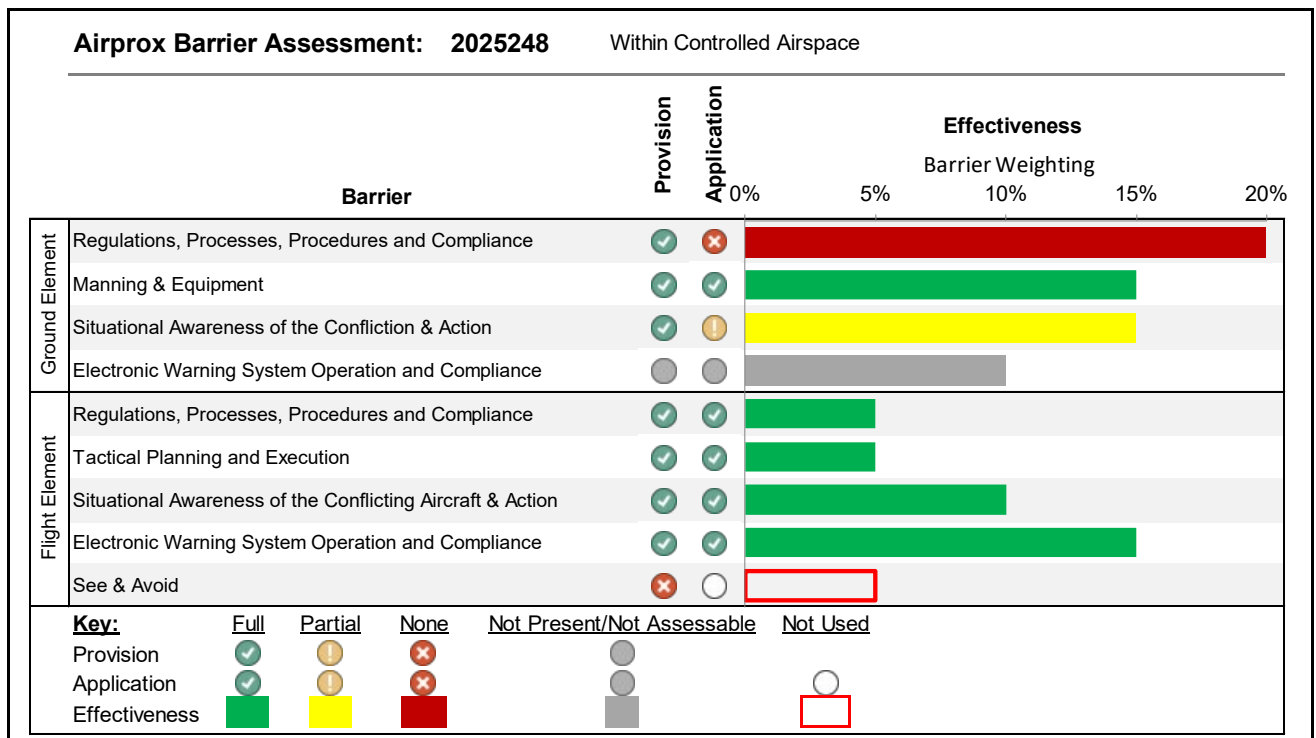 Airprox Barrier Assessment: 2025248 Within Controlled Airspace
Barrier
Provision
Application
Effectiveness
Barrier Weighting
0% 5% 10% 15% 20%
Ground Element
Regulations, Processes, Procedures and Compliance
Manning & Equipment
Situational Awareness of the Confliction & Action
Electronic Warning System Operation and Compliance
Flight Element
Regulations, Processes, Procedures and Compliance
Tactical Planning and Execution
Situational Awareness of the Conflicting Aircraft & Action
Electronic Warning System Operation and Compliance
See & Avoid
Key: Full Partial None Not Present/Not Assessable Not Used
Provision
Application
Effectiveness